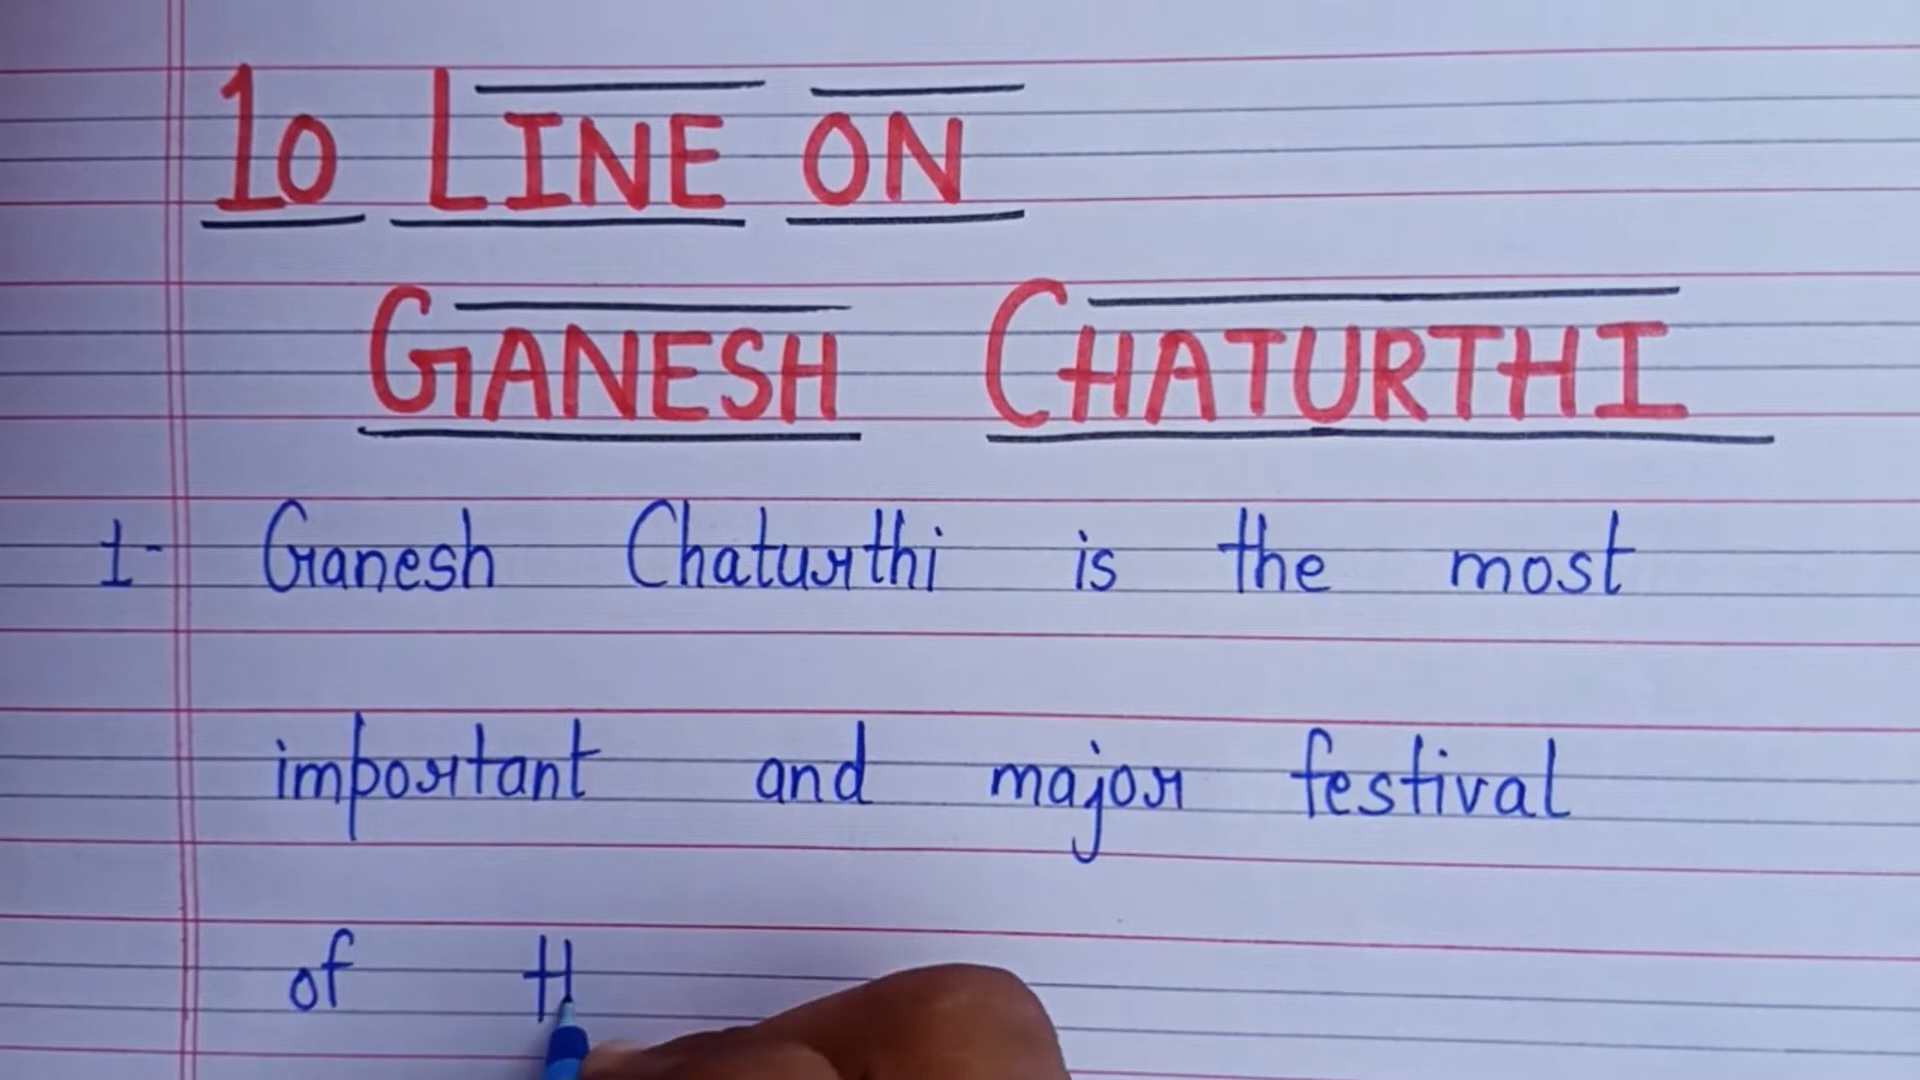 10 LINE ON
GANESH CHATURTHI
1- Ganesh Chaturthi is the most
important and major festival
of H